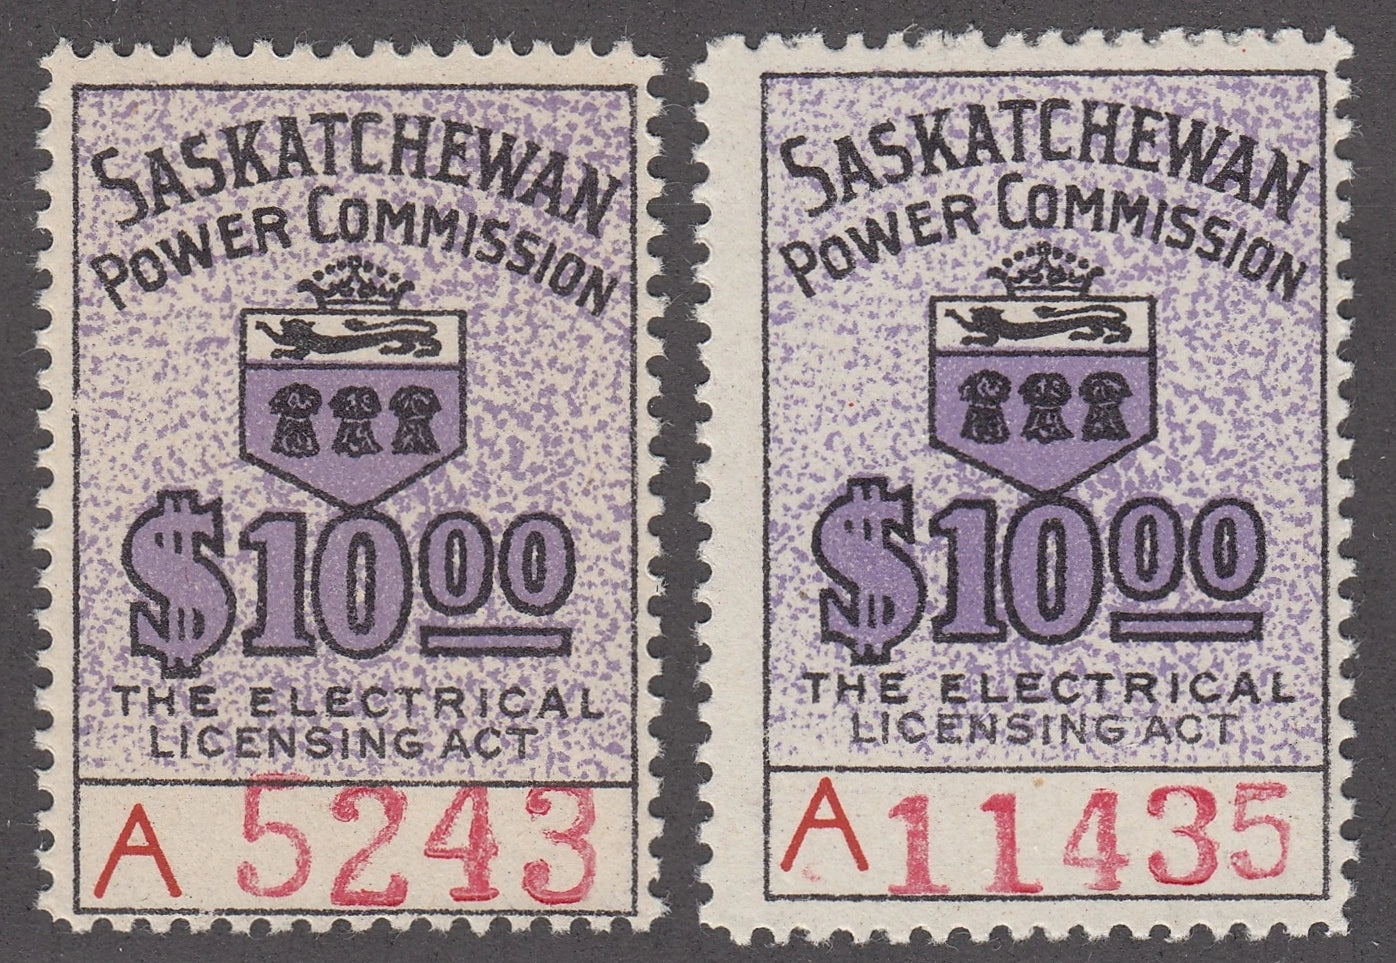 SASKATCHEWAN
POWER COMMISSION
$10.00
THE ELECTRICAL
LICENSING ACT
A 5243
SASKATCHEWAN
POWER COMMISSION
$10.00
THE ELECTRICAL
LICENSING ACT
A 11435